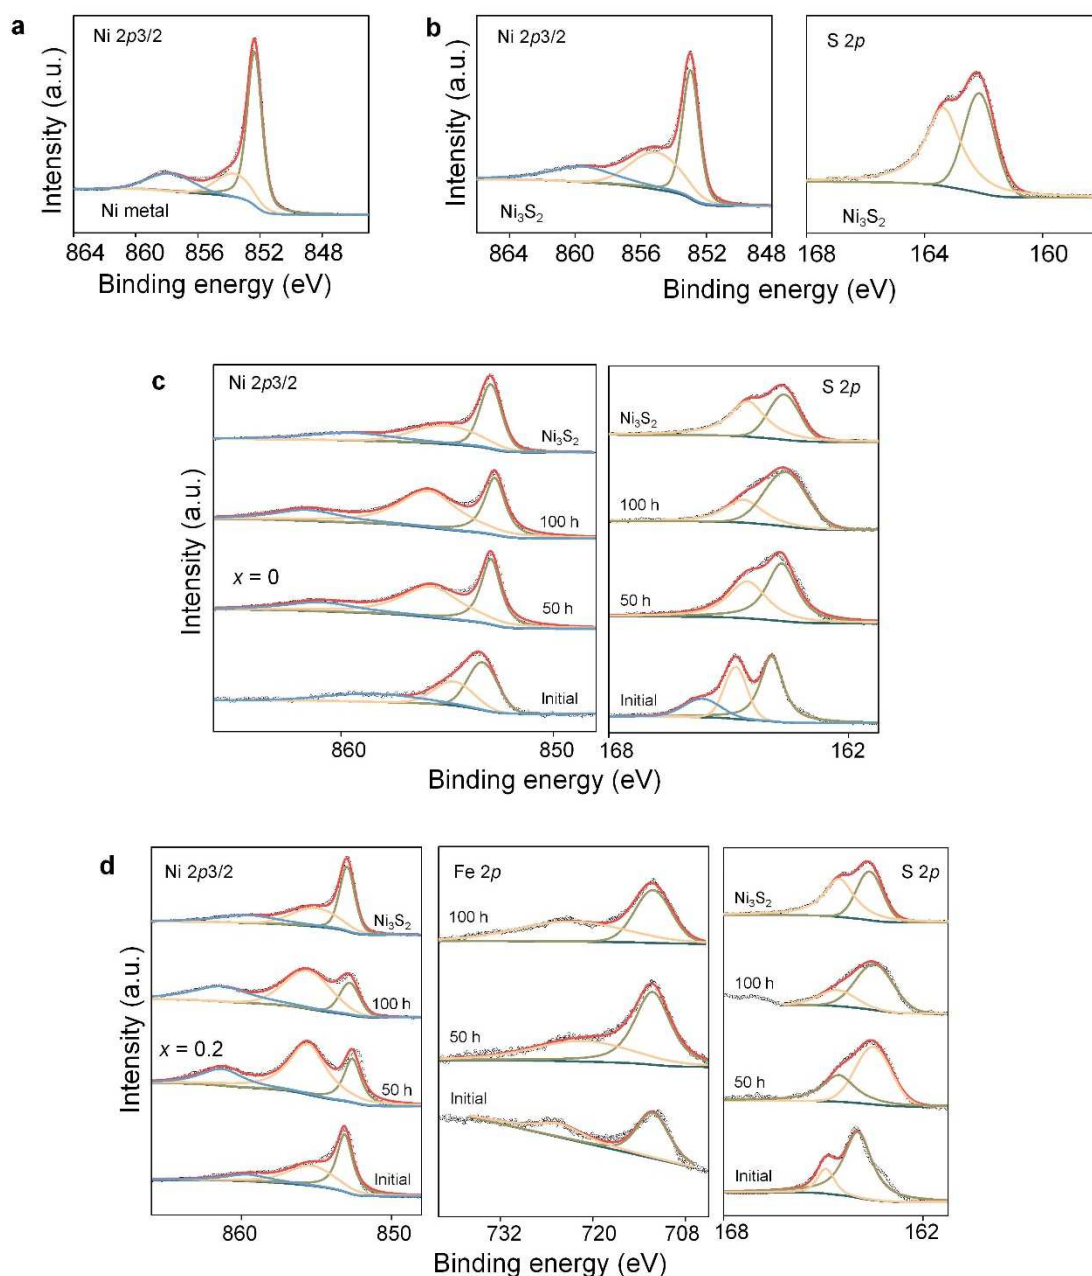 a
Ni 2p3/2
Intensity (a.u.)
Ni metal
864 860 856 852 848
Binding energy (eV)
b
Ni 2p3/2
S 2p
Intensity (a.u.)
Ni₃S₂
Ni₃S₂
864 860 856 852 848
168 164 160
Binding energy (eV)
c
Ni 2p3/2
S 2p
Intensity (a.u.)
Ni₃S₂
Ni₃S₂
100 h
100 h
x = 0
50 h
50 h
Initial
Initial
860 850
168 162
Binding energy (eV)
d
Ni 2p3/2
Fe 2p
S 2p
Intensity (a.u.)
Ni₃S₂
Ni₃S₂
100 h
100 h
100 h
x = 0.2
50 h
50 h
50 h
Initial
Initial
Initial
860 850
732 720 708
168 162
Binding energy (eV)